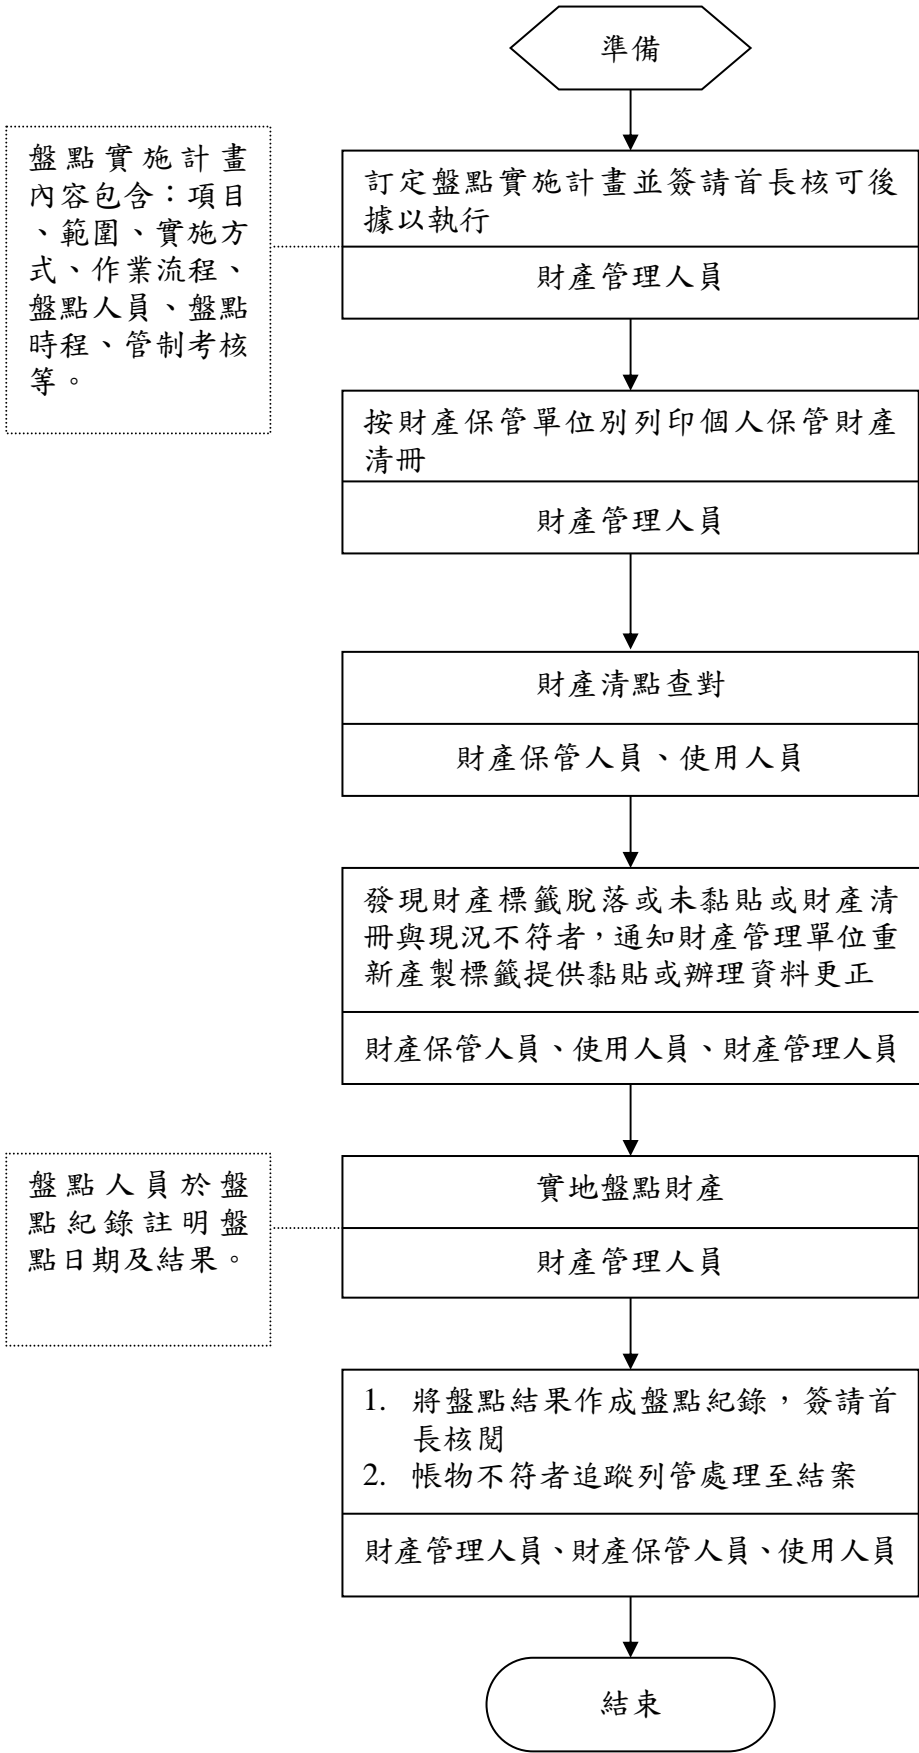 準備
盤點實施計畫
內容包含：項目
、範圍、實施方
式、作業流程、
盤點人員、盤點
時程、管制考核
等。
訂定盤點實施計畫並簽請首長核可後
據以執行
財產管理人員
按財產保管單位別列印個人保管財產
清冊
財產管理人員
財產清點查對
財產保管人員、使用人員
發現財產標籤脫落或未黏貼或財產清
冊與現況不符者，通知財產管理單位重
新產製標籤提供黏貼或辦理資料更正
財產保管人員、使用人員、財產管理人員
盤點人員於盤
點紀錄註明盤
點日期及結果。
實地盤點財產
財產管理人員
1. 將盤點結果作成盤點紀錄，簽請首
長核閱
2. 帳物不符者追蹤列管處理至結案
財產管理人員、財產保管人員、使用人員
結束